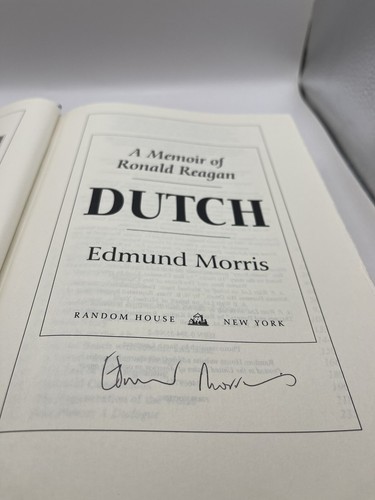 A Memoir of
Ronald Reagan
DUTCH
Edmund Morris
RANDOM HOUSE NEW YORK
Edmund Morris